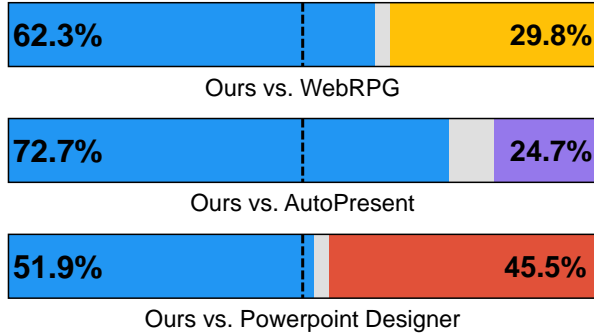 62.3% 29.8%
Ours vs. WebRPG
72.7% 24.7%
Ours vs. AutoPresent
51.9% 45.5%
Ours vs. Powerpoint Designer